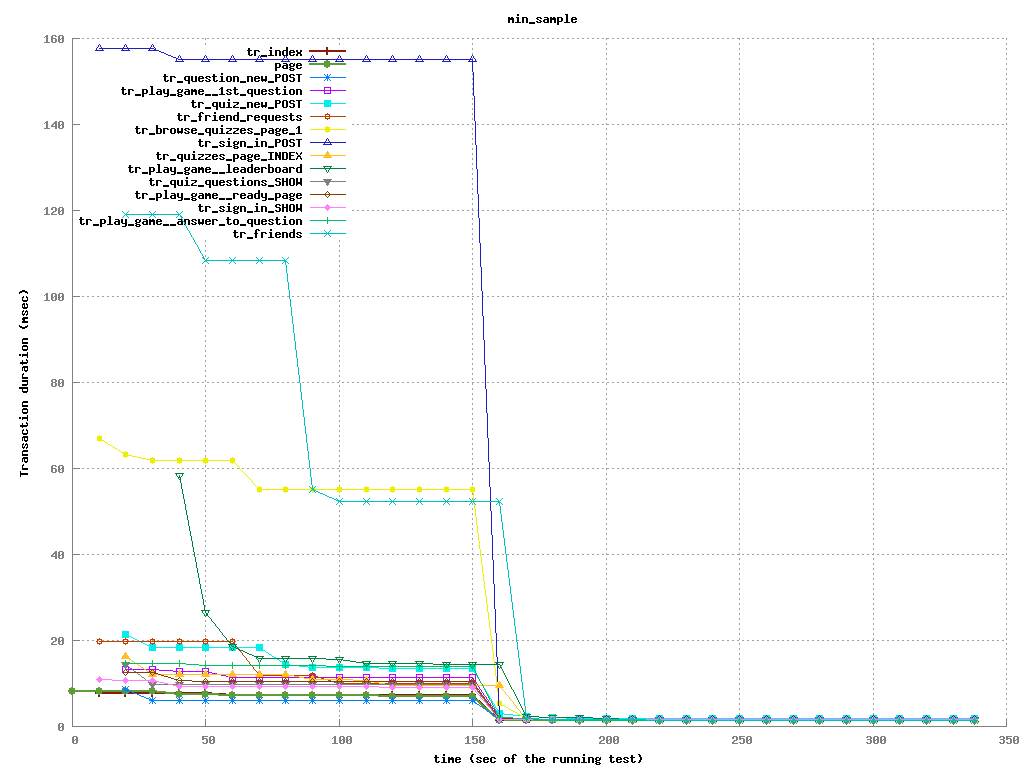 min_sample
160
140
120
100
80
60
40
20
0
Transaction duration (msec)
tr_index
page
tr_question_new_POST
tr_play_game__1st_question
tr_quiz_new_POST
tr_friend_requests
tr_browse_quizzes_page_1
tr_sign_in_POST
tr_quizzes_page_INDEX
tr_play_game__leaderboard
tr_quiz_questions_SHOW
tr_play_game__ready_page
tr_sign_in_SHOW
tr_play_game__answer_to_question
tr_friends
0 50 100 150 200 250 300 350
time (sec of the running test)